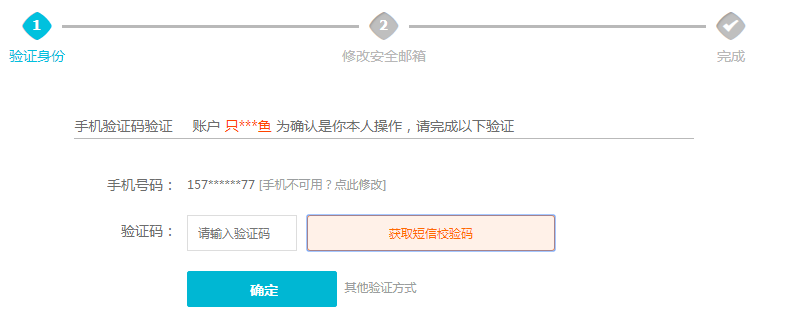 1 2
验证身份 修改安全邮箱 完成
手机验证码验证 账户 只***鱼 为确认是你本人操作，请完成以下验证
手机号码： 157******77 [手机不可用？点此修改]
验证码： 请输入验证码 获取短信校验码
确定 其他验证方式